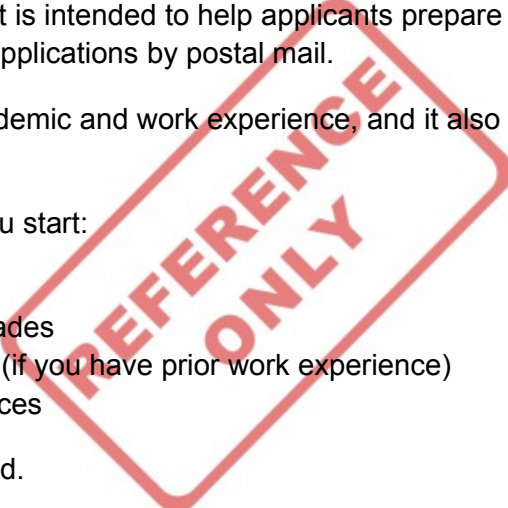 t is intended to help applicants prepare
pplications by postal mail.
demic and work experience, and it also
u start:
ades
(if you have prior work experience)
ces
d.
REFERENCE
ONLY